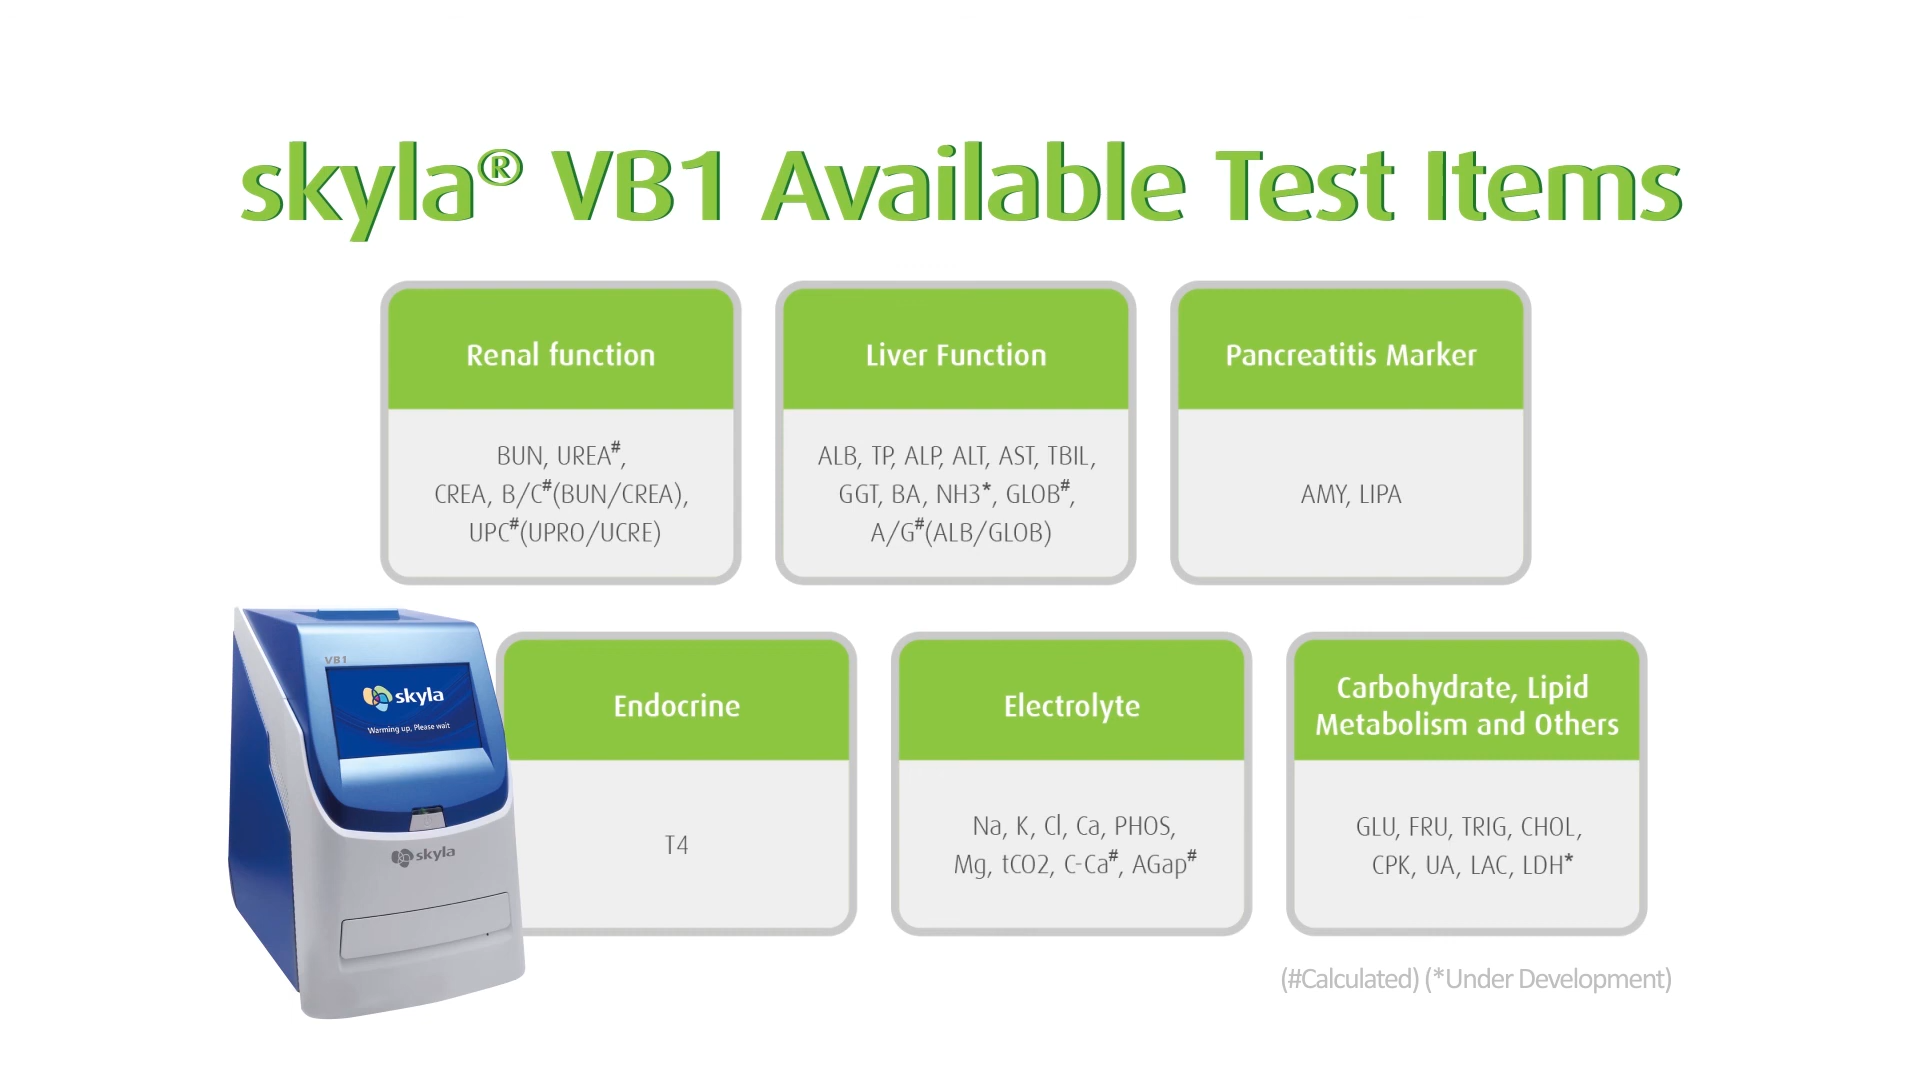 skyla® VB1 Available Test Items
Renal function
BUN, UREA#,
CREA, B/C#(BUN/CREA),
UPC#(UPRO/UCRE)
Liver Function
ALB, TP, ALP, ALT, AST, TBIL,
GGT, BA, NH3*, GLOB#,
A/G#(ALB/GLOB)
Pancreatitis Marker
AMY, LIPA
VB1
skyla
Warming up, Please wait
skyla
Endocrine
T4
Electrolyte
Na, K, Cl, Ca, PHOS,
Mg, tCO2, C-Ca#, AGap#
Carbohydrate, Lipid
Metabolism and Others
GLU, FRU, TRIG, CHOL,
CPK, UA, LAC, LDH*
(#Calculated) (*Under Development)